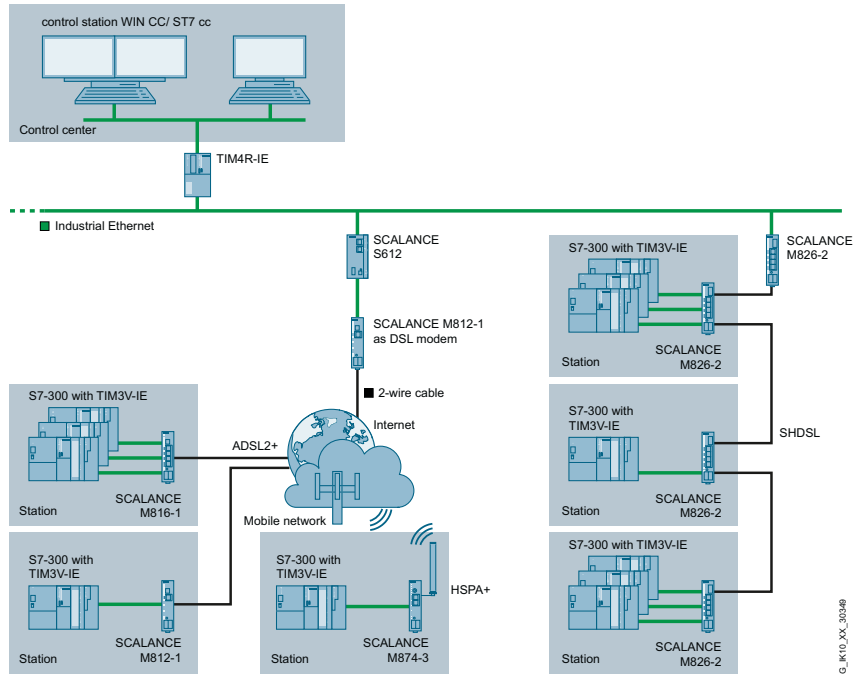 control station WIN CC/ ST7 cc
Control center
TIM4R-IE
Industrial Ethernet
SCALANCE
S612
SCALANCE M812-1
as DSL modem
2-wire cable
Internet
ADSL2+
Mobile network
S7-300 with TIM3V-IE
SCALANCE
M816-1
Station
S7-300 with
TIM3V-IE
SCALANCE
M812-1
Station
S7-300 with
TIM3V-IE
HSPA+
SCALANCE
M874-3
Station
SCALANCE
M826-2
S7-300 with TIM3V-IE
Station
SCALANCE
M826-2
S7-300 with
TIM3V-IE
SHDSL
Station
SCALANCE
M826-2
S7-300 with TIM3V-IE
Station
SCALANCE
M826-2
G_IK10_XX_30349